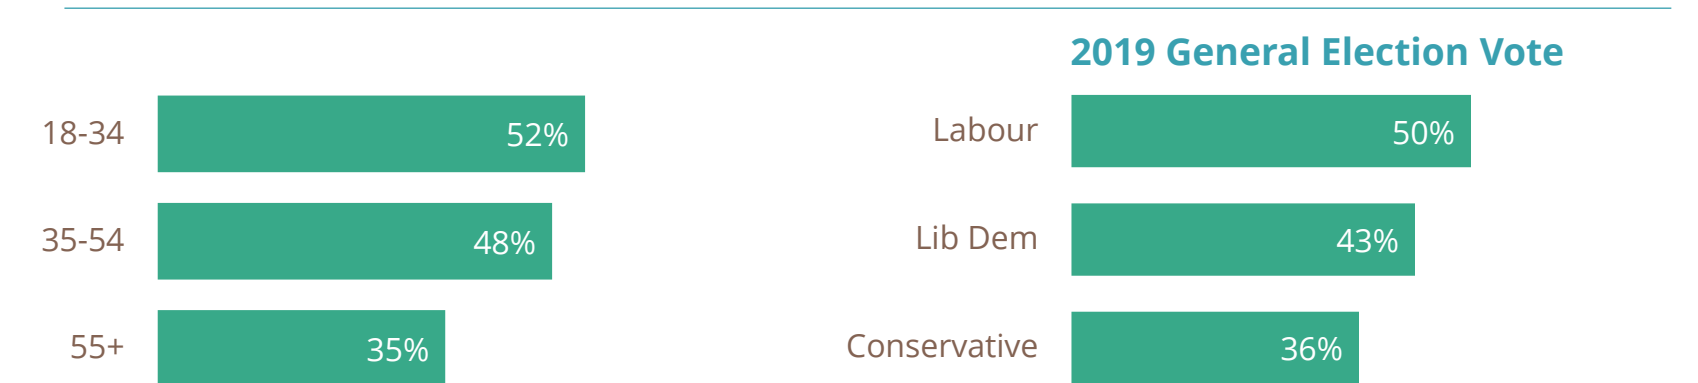 18-34
52%
35-54
48%
55+
35%
2019 General Election Vote
Labour
50%
Lib Dem
43%
Conservative
36%